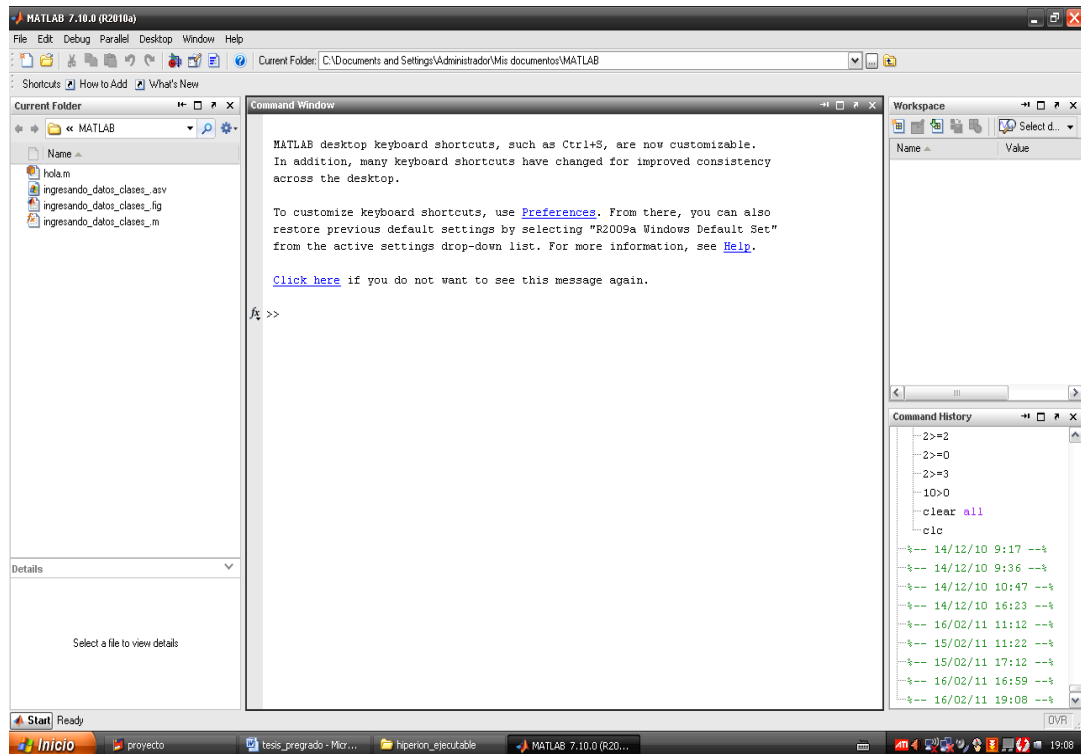 MATLAB 7.10.0 (R2010a)
File Edit Debug Parallel Desktop Window Help
Current Folder: C:\Documents and Settings\Administrador\Mis documentos\MATLAB
Shortcuts How to Add What's New
Current Folder
« MATLAB
Name
hola.m
ingresando_datos_clases_.asv
ingresando_datos_clases_.fig
ingresando_datos_clases_.m
Details
Select a file to view details
Command Window
MATLAB desktop keyboard shortcuts, such as Ctrl+S, are now customizable.
In addition, many keyboard shortcuts have changed for improved consistency
across the desktop.
To customize keyboard shortcuts, use Preferences. From there, you can also
restore previous default settings by selecting "R2009a Windows Default Set"
from the active settings drop-down list. For more information, see Help.
Click here if you do not want to see this message again.
fx >>
Workspace
Select d...
Name Value
Command History
2>=2
2>=0
2>=3
10>0
clear all
clc
%-- 14/12/10 9:17 --%
%-- 14/12/10 9:36 --%
%-- 14/12/10 10:47 --%
%-- 14/12/10 16:23 --%
%-- 16/02/11 11:12 --%
%-- 15/02/11 11:22 --%
%-- 15/02/11 17:12 --%
%-- 16/02/11 16:59 --%
%-- 16/02/11 19:08 --%
Start Ready
OVR
Inicio proyecto tesis_pregrado - Micr... hiperion_ejecutable MATLAB 7.10.0 (R20... ATI 19:08